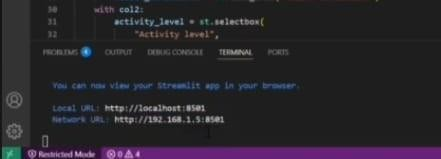 30 with col2:
31 activity_level = st.selectbox(
32 "Activity level",
PROBLEMS 4 OUTPUT DEBUG CONSOLE TERMINAL PORTS
You can now view your Streamlit app in your browser.
Local URL: http://localhost:8501
Network URL: http://192.168.1.5:8501
Restricted Mode 0 4